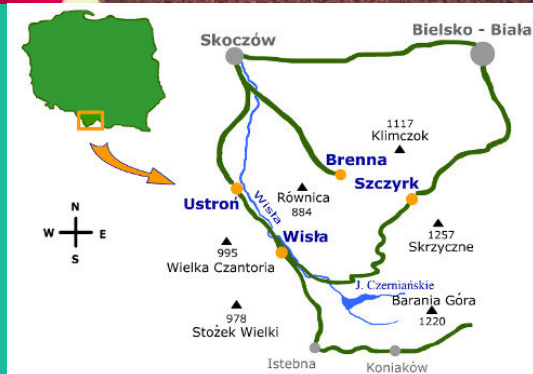 Skoczów
Bielsko - Biała
1117
Klimczok
Brenna
Szczyrk
Równica
884
Ustroń
Wisła
Wisła
N
W E
S
995
Wielka Czantoria
1257
Skrzyczne
J. Czerniańskie
Barania Góra
1220
978
Stożek Wielki
Istebna
Koniaków